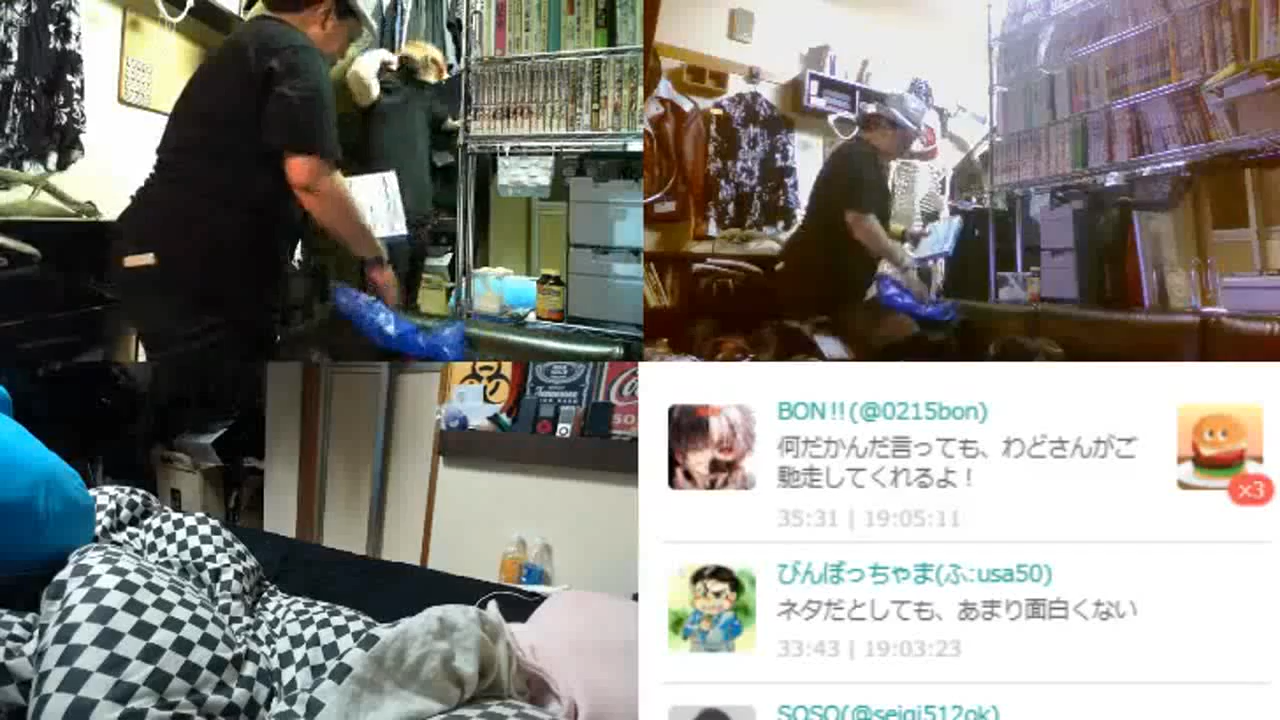 Tennessee
Coca
SO
BON!!(@0215bon)
何だかんだ言っても、わどさんがご
馳走してくれるよ!
×3
35:31 | 19:05:11
びんぼっちゃま(ふ:usa50)
ネタだとしても、あまり面白くない
33:43 | 19:03:23
SOSO(@seigi512ok)